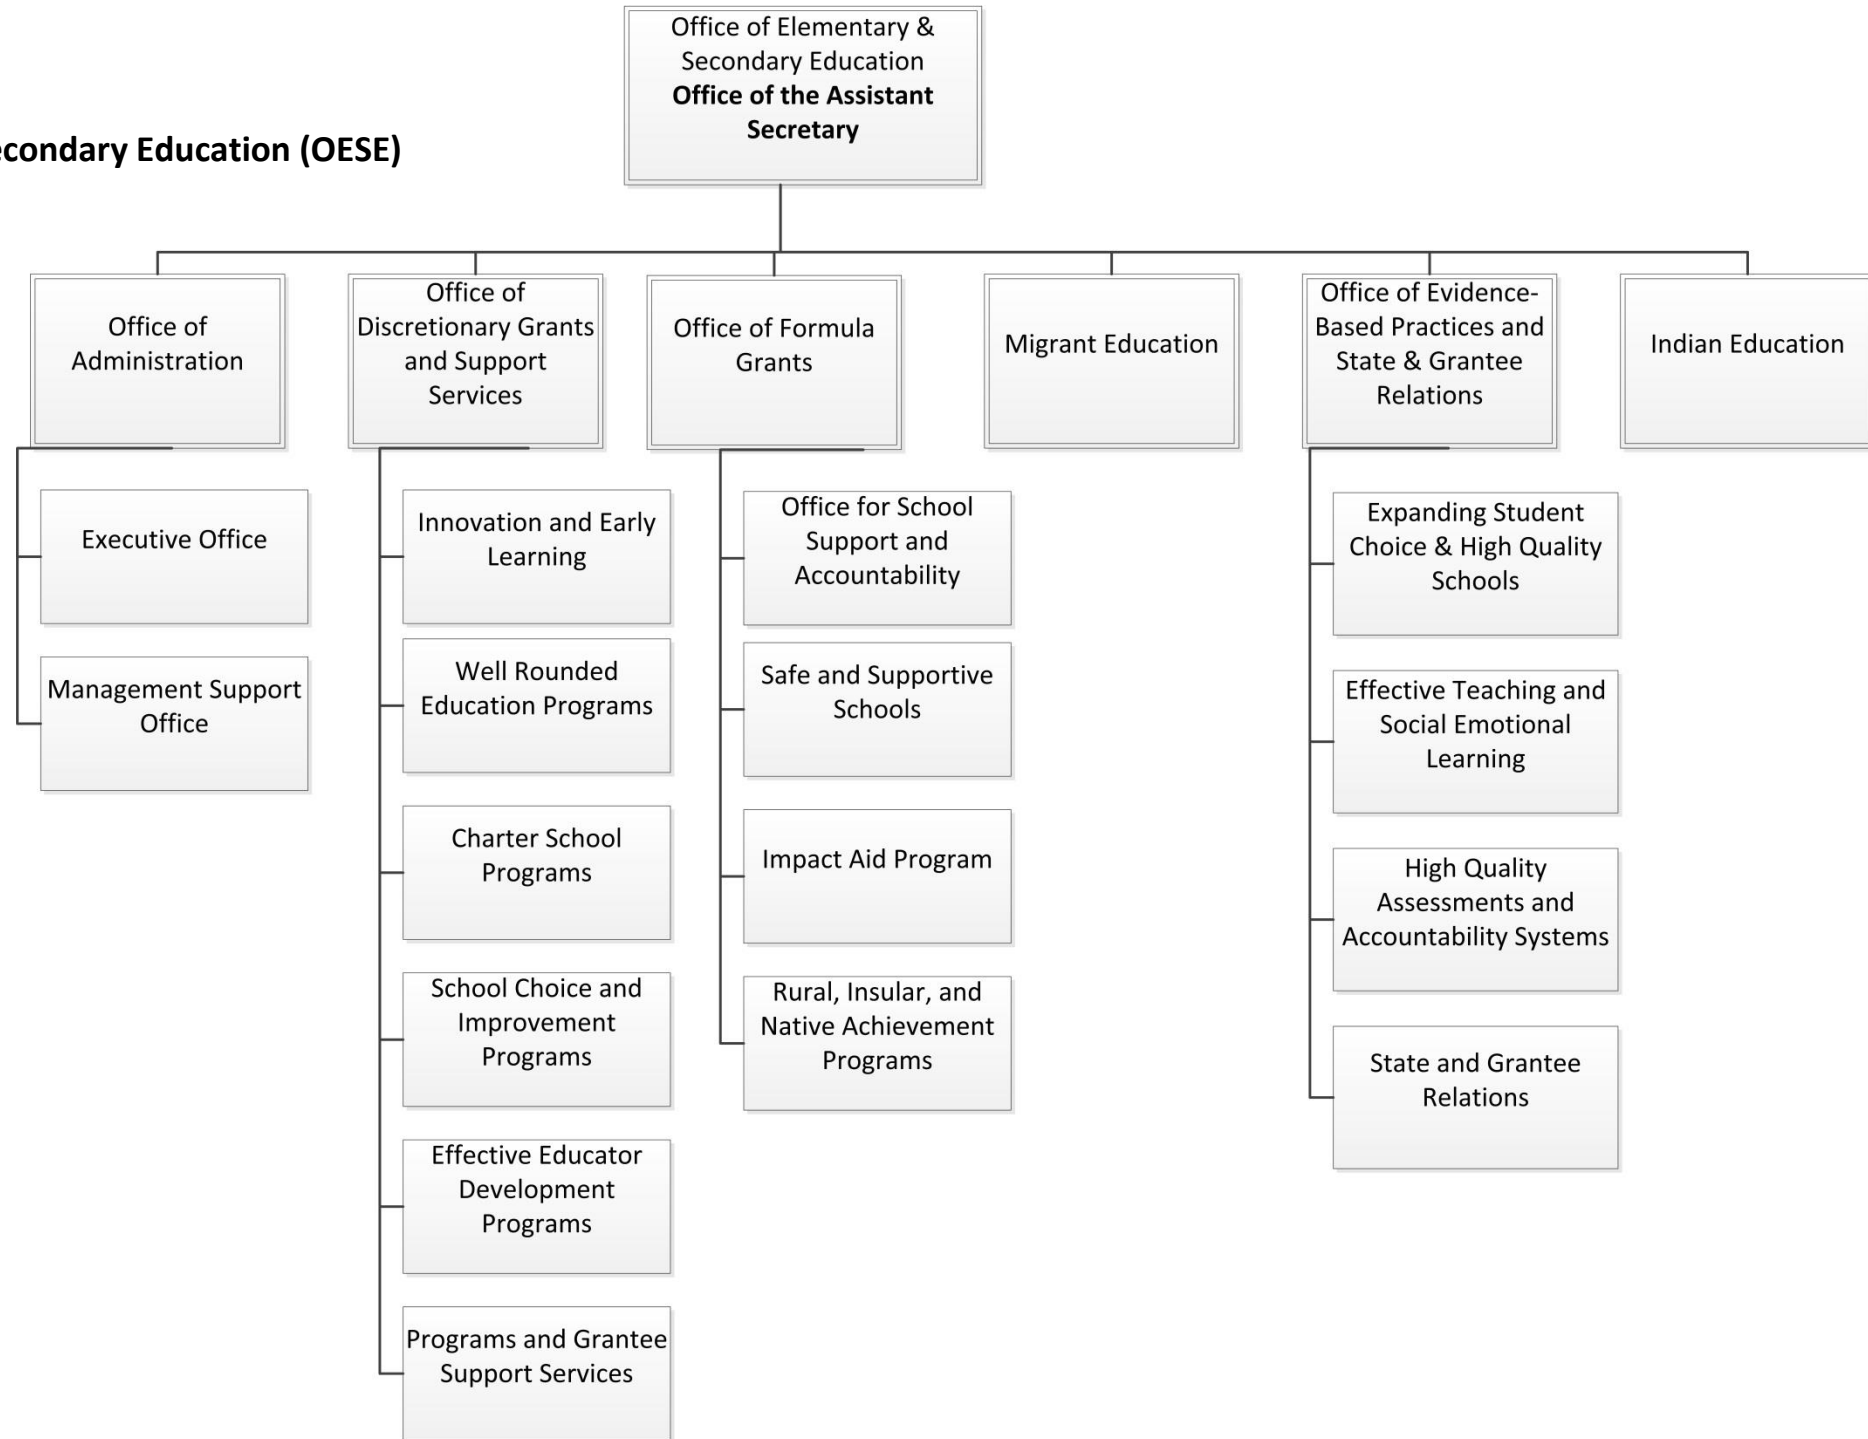 Office of Elementary &
Secondary Education
Office of the Assistant
Secretary
Secondary Education (OESE)
Office of
Administration
Office of
Discretionary Grants
and Support
Services
Office of Formula
Grants
Migrant Education
Office of Evidence-
Based Practices and
State & Grantee
Relations
Indian Education
Executive Office
Management Support
Office
Innovation and Early
Learning
Well Rounded
Education Programs
Charter School
Programs
School Choice and
Improvement
Programs
Effective Educator
Development
Programs
Programs and Grantee
Support Services
Office for School
Support and
Accountability
Safe and Supportive
Schools
Impact Aid Program
Rural, Insular, and
Native Achievement
Programs
Expanding Student
Choice & High Quality
Schools
Effective Teaching and
Social Emotional
Learning
High Quality
Assessments and
Accountability Systems
State and Grantee
Relations